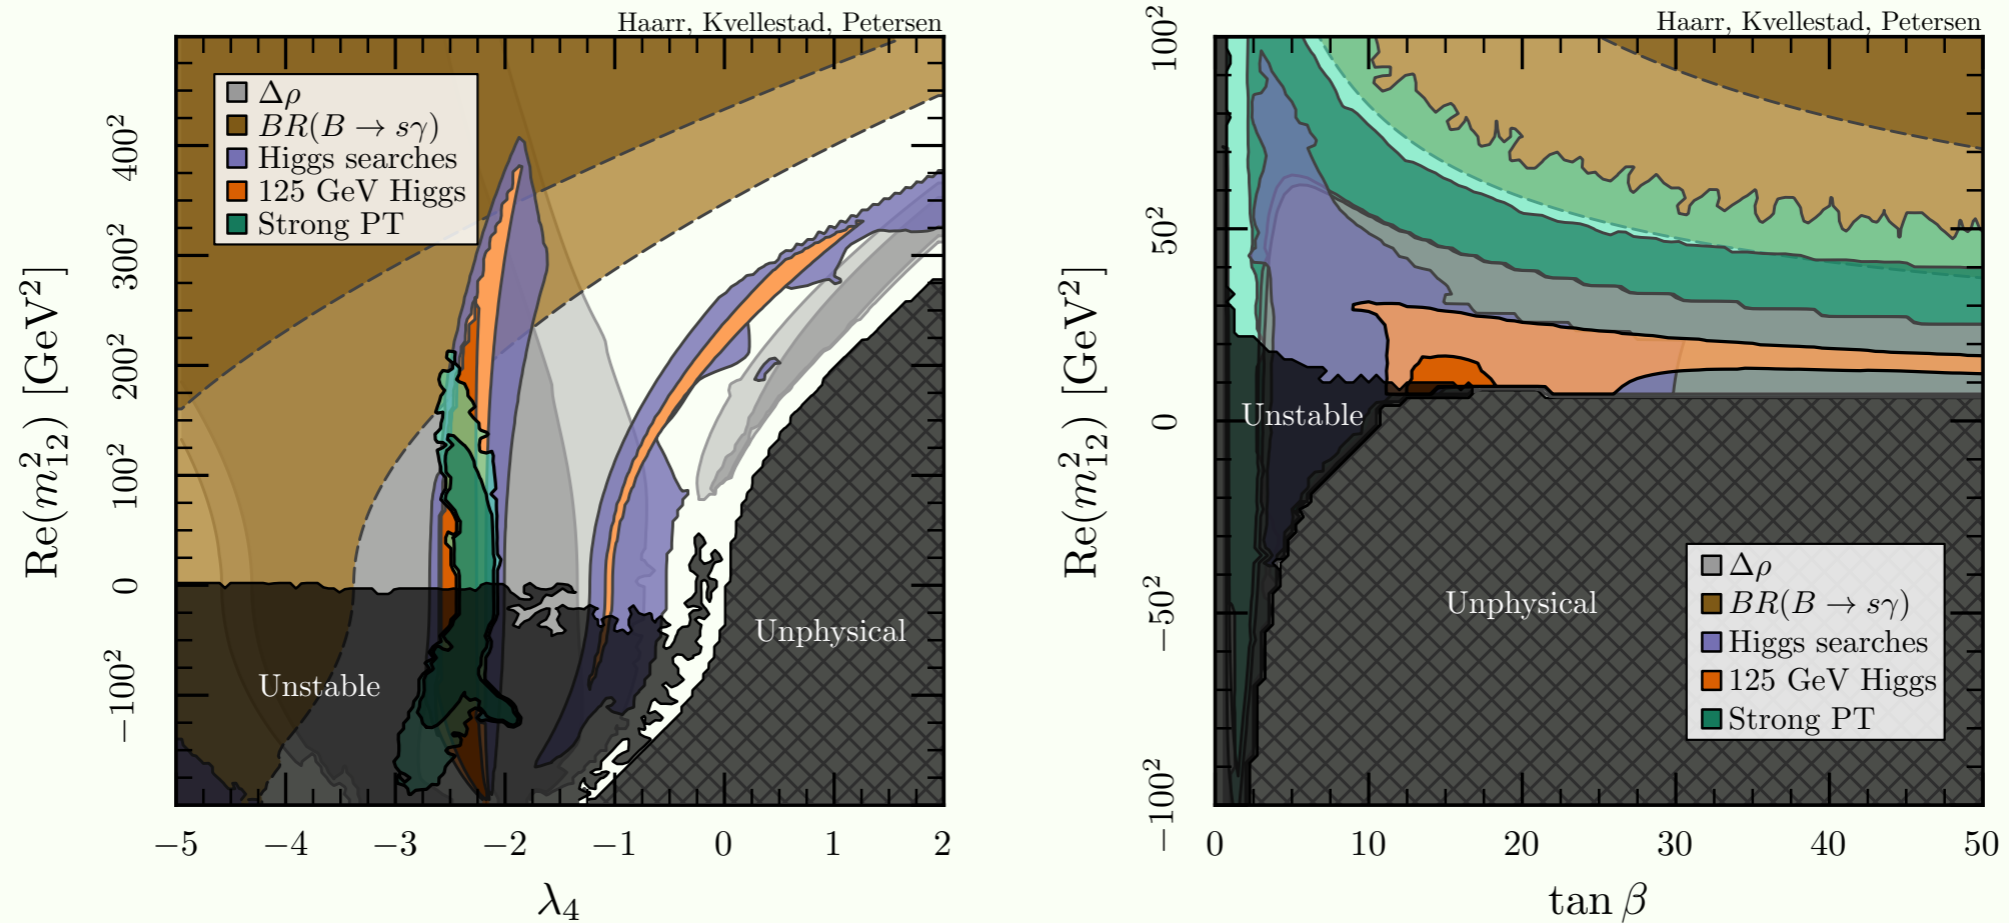 Haarr, Kvellestad, Petersen
Δρ
BR(B → sγ)
Higgs searches
125 GeV Higgs
Strong PT
Unstable
Unphysical
Re(m²₁₂) [GeV²]
400²
300²
200²
100²
0
−100²
−5 −4 −3 −2 −1 0 1 2
λ₄
Haarr, Kvellestad, Petersen
Re(m²₁₂) [GeV²]
100²
50²
0
−50²
−100²
Unstable
Unphysical
Δρ
BR(B → sγ)
Higgs searches
125 GeV Higgs
Strong PT
0 10 20 30 40 50
tan β